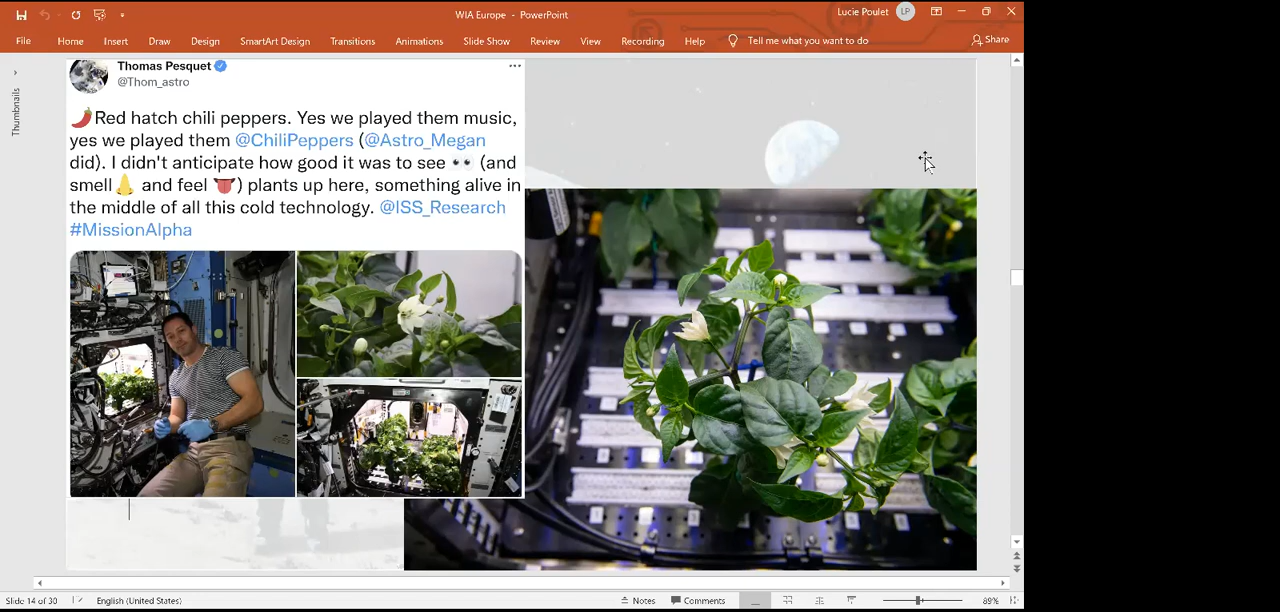 WIA Europe - PowerPoint
Lucie Poulet
LP
File Home Insert Draw Design SmartArt Design Transitions Animations Slide Show Review View Recording Help Tell me what you want to do Share
Thumbnails
Thomas Pesquet
@Thom_astro
Red hatch chili peppers. Yes we played them music,
yes we played them @ChiliPeppers (@Astro_Megan
did). I didn't anticipate how good it was to see 👀 (and
smell👃 and feel 👅) plants up here, something alive in
the middle of all this cold technology. @ISS_Research
#MissionAlpha
Slide 14 of 30 English (United States) Notes Comments 89%